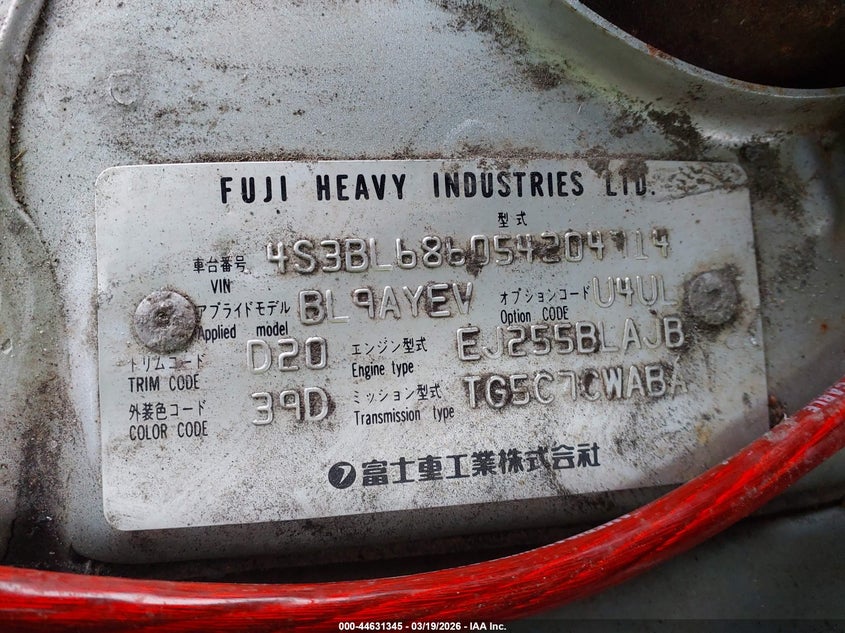 FUJI HEAVY INDUSTRIES LTD.
型式
車台番号 4S3BL686054204714
VIN
アプライドモデル BL9AYEV オプションコード U4UL
Applied model Option CODE
トリムコード D20 エンジン型式 EJ255BLAJB
TRIM CODE Engine type
外装色コード 39D ミッション型式 TG5C7CWABA
COLOR CODE Transmission type
富士重工業株式会社
CABLE
000-44631345 - 03/19/2026 - IAA Inc.